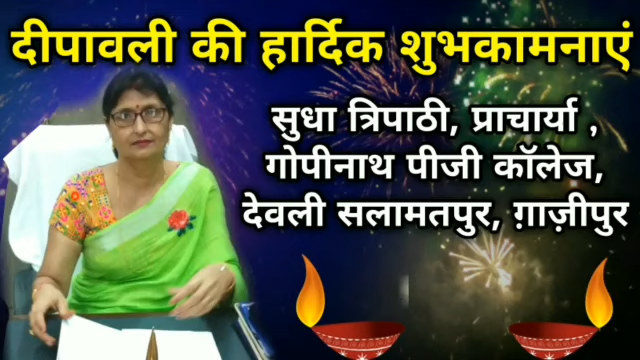 दीपावली की हार्दिक शुभकामनाएं
सुधा त्रिपाठी, प्राचार्या ,
गोपीनाथ पीजी कॉलेज,
देवली सलामतपुर, ग़ाज़ीपुर